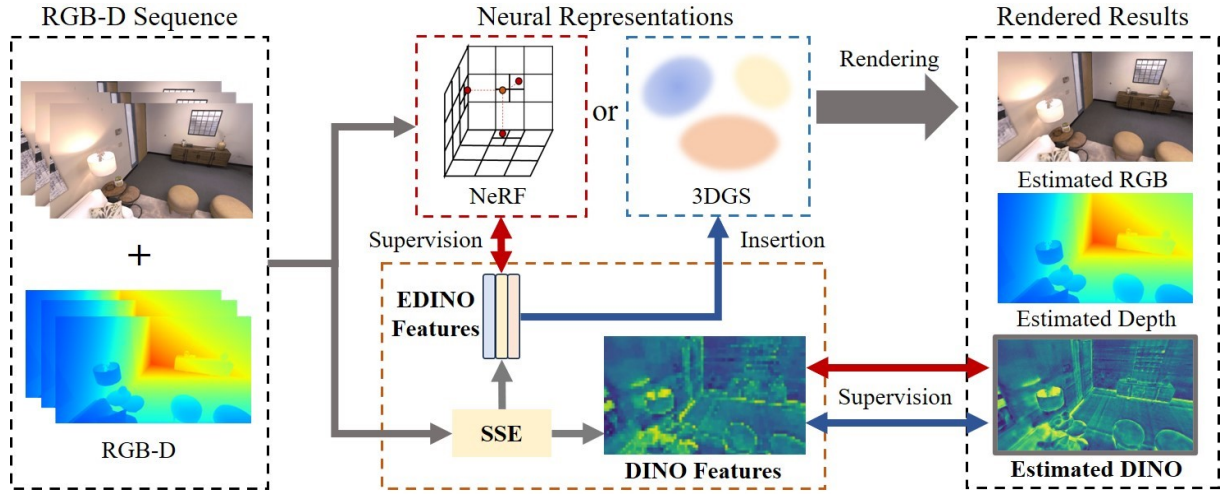 RGB-D Sequence
Neural Representations
Rendered Results
Rendering
or
NeRF
3DGS
Estimated RGB
+
Supervision
Insertion
EDINO
Features
Estimated Depth
SSE
Supervision
RGB-D
DINO Features
Estimated DINO